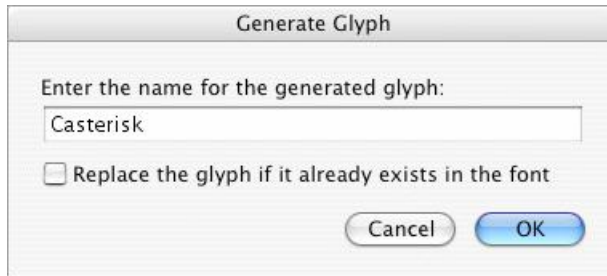 Generate Glyph
Enter the name for the generated glyph:
Casterisk
Replace the glyph if it already exists in the font
Cancel OK